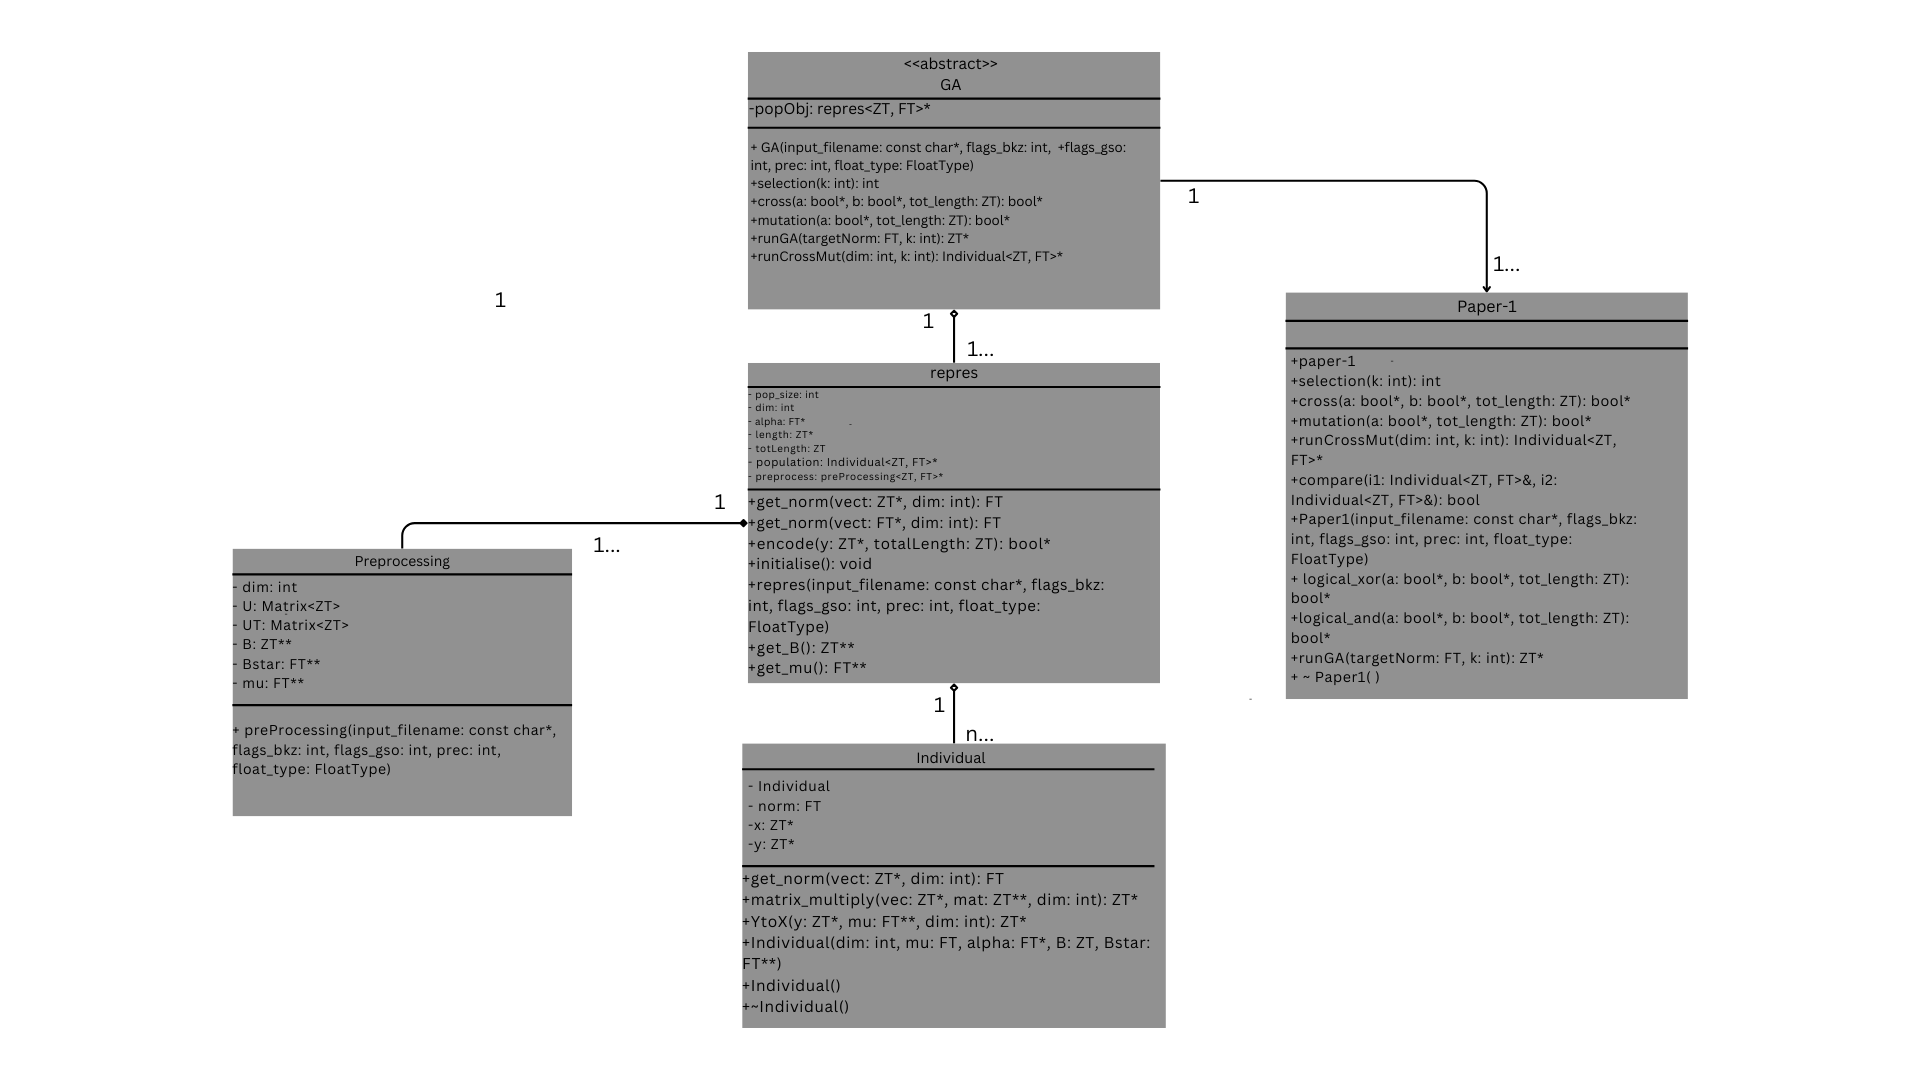 <<abstract>>
GA
-popObj: repres<ZT, FT>*
+ GA(input_filename: const char*, flags_bkz: int,  +flags_gso:
int, prec: int, float_type: FloatType)
+selection(k: int): int
+cross(a: bool*, b: bool*, tot_length: ZT): bool*
+mutation(a: bool*, tot_length: ZT): bool*
+runGA(targetNorm: FT, k: int): ZT*
+runCrossMut(dim: int, k: int): Individual<ZT, FT>*
1
1...
1
1
1...
Paper-1
+paper-1
+selection(k: int): int
+cross(a: bool*, b: bool*, tot_length: ZT): bool*
+mutation(a: bool*, tot_length: ZT): bool*
+runCrossMut(dim: int, k: int): Individual<ZT,
FT>*
+compare(i1: Individual<ZT, FT>&, i2:
Individual<ZT, FT>&): bool
+Paper1(input_filename: const char*, flags_bkz:
int, flags_gso: int, prec: int, float_type:
FloatType)
+ logical_xor(a: bool*, b: bool*, tot_length: ZT):
bool*
+logical_and(a: bool*, b: bool*, tot_length: ZT):
bool*
+runGA(targetNorm: FT, k: int): ZT*
+ ~ Paper1( )
repres
- pop_size: int
- dim: int
- alpha: FT*
- length: ZT*
- totLength: ZT
- population: Individual<ZT, FT>*
- preprocess: preProcessing<ZT, FT>*
+get_norm(vect: ZT*, dim: int): FT
+get_norm(vect: FT*, dim: int): FT
+encode(y: ZT*, totalLength: ZT): bool*
+initialise(): void
+repres(input_filename: const char*, flags_bkz:
int, flags_gso: int, prec: int, float_type:
FloatType)
+get_B(): ZT**
+get_mu(): FT**
1
1...
Preprocessing
- dim: int
- U: Matrix<ZT>
- UT: Matrix<ZT>
- B: ZT**
- Bstar: FT**
- mu: FT**
+ preProcessing(input_filename: const char*,
flags_bkz: int, flags_gso: int, prec: int,
float_type: FloatType)
1
n...
Individual
- Individual
- norm: FT
-x: ZT*
-y: ZT*
+get_norm(vect: ZT*, dim: int): FT
+matrix_multiply(vec: ZT*, mat: ZT**, dim: int): ZT*
+YtoX(y: ZT*, mu: FT**, dim: int): ZT*
+Individual(dim: int, mu: FT, alpha: FT*, B: ZT, Bstar:
FT**)
+Individual()
+~Individual()